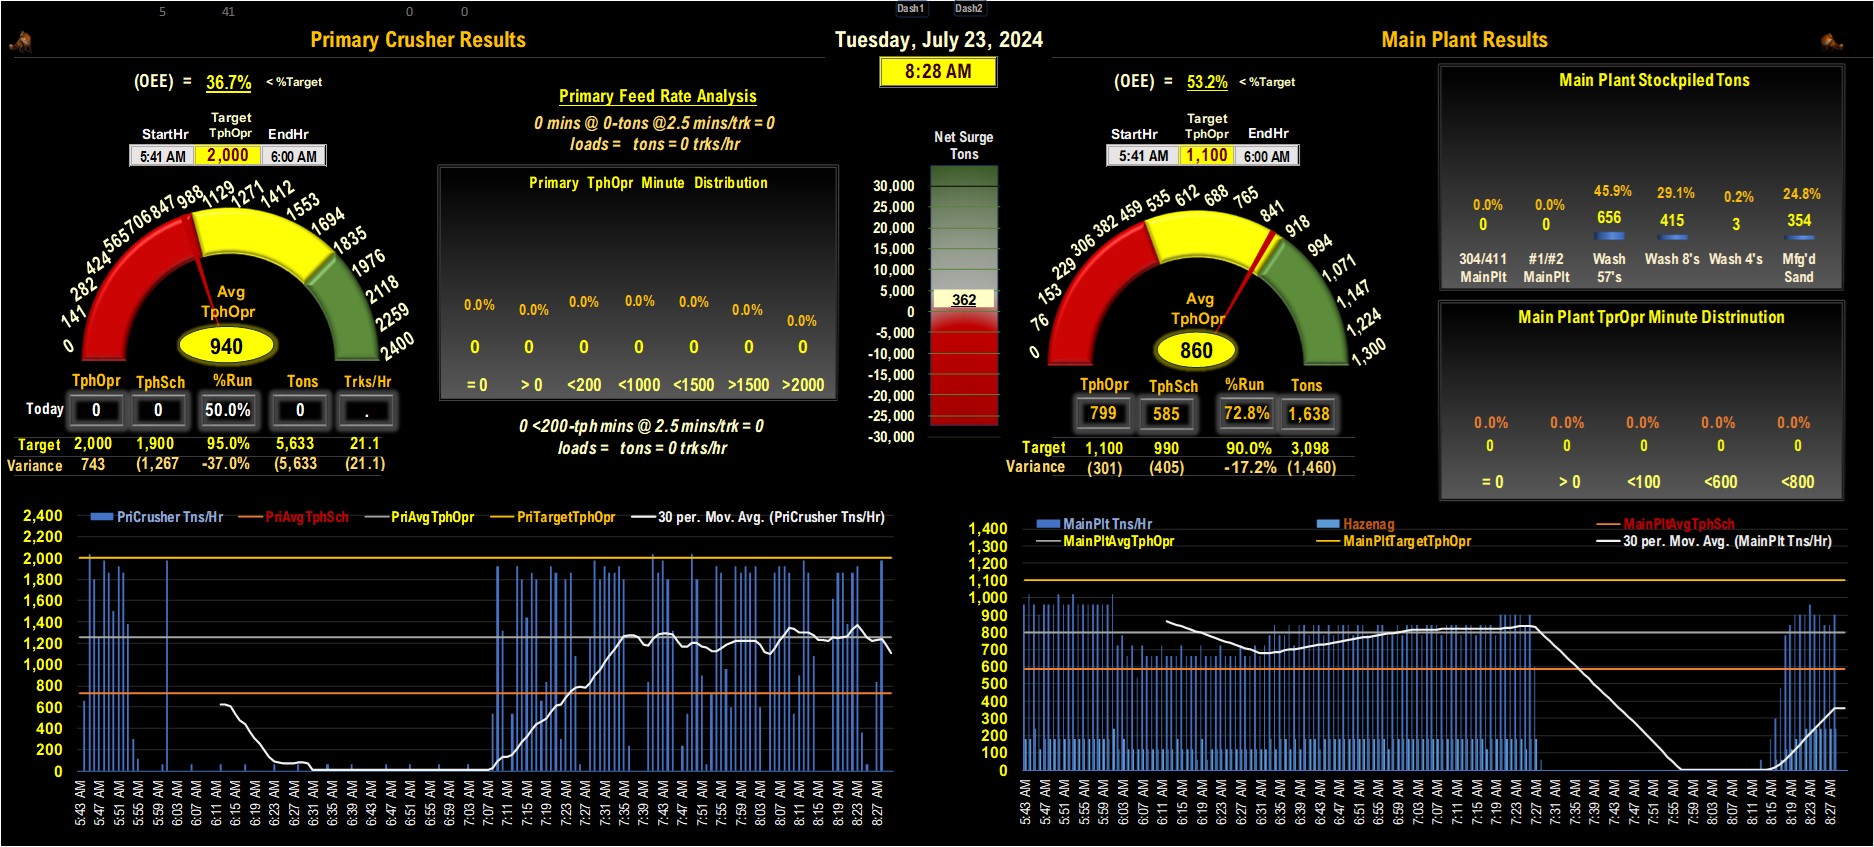 5 41 0 0 Dash1 Dash2
Primary Crusher Results
Tuesday, July 23, 2024
8:28 AM
Main Plant Results
(OEE) = 36.7% < %Target
StartHr Target TphOpr EndHr
5:41 AM 2,000 6:00 AM
0 141 282 424 565 706 847 988 1129 1271 1412 1553 1694 1835 1976 2118 2259 2400
Avg
TphOpr
940
TphOpr TphSch %Run Tons Trks/Hr
Today 0 0 50.0% 0 .
Target 2,000 1,900 95.0% 5,633 21.1
Variance 743 (1,267 -37.0% (5,633 (21.1)
Primary Feed Rate Analysis
0 mins @ 0-tons @2.5 mins/trk = 0
loads = tons = 0 trks/hr
Primary TphOpr Minute Distribution
0.0% 0.0% 0.0% 0.0% 0.0% 0.0% 0.0%
0 0 0 0 0 0 0
= 0 > 0 <200 <1000 <1500 >1500 >2000
0 <200-tph mins @ 2.5 mins/trk = 0
loads = tons = 0 trks/hr
Net Surge
Tons
30,000
25,000
20,000
15,000
10,000
5,000
362
0
-5,000
-10,000
-15,000
-20,000
-25,000
-30,000
(OEE) = 53.2% < %Target
StartHr Target TphOpr EndHr
5:41 AM 1,100 6:00 AM
0 76 153 229 306 382 459 535 612 688 765 841 918 994 1,071 1,147 1,224 1,300
Avg
TphOpr
860
TphOpr TphSch %Run Tons
799 585 72.8% 1,638
Target 1,100 990 90.0% 3,098
Variance (301) (405) -17.2% (1,460)
Main Plant Stockpiled Tons
0.0% 0.0% 45.9% 29.1% 0.2% 24.8%
0 0 656 415 3 354
304/411 #1/#2 Wash Wash 8's Wash 4's Mfg'd
MainPlt MainPlt 57's Sand
Main Plant TprOpr Minute Distrinution
0.0% 0.0% 0.0% 0.0% 0.0%
0 0 0 0 0
= 0 > 0 <100 <600 <800
PriCrusher Tns/Hr PriAvgTphSch PriAvgTphOpr PriTargetTphOpr 30 per. Mov. Avg. (PriCrusher Tns/Hr)
2,400
2,200
2,000
1,800
1,600
1,400
1,200
1,000
800
600
400
200
0
5:43 AM 5:47 AM 5:51 AM 5:55 AM 5:59 AM 6:03 AM 6:07 AM 6:11 AM 6:15 AM 6:19 AM 6:23 AM 6:27 AM 6:31 AM 6:35 AM 6:39 AM 6:43 AM 6:47 AM 6:51 AM 6:55 AM 6:59 AM 7:03 AM 7:07 AM 7:11 AM 7:15 AM 7:19 AM 7:23 AM 7:27 AM 7:31 AM 7:35 AM 7:39 AM 7:43 AM 7:47 AM 7:51 AM 7:55 AM 7:59 AM 8:03 AM 8:07 AM 8:11 AM 8:15 AM 8:19 AM 8:23 AM 8:27 AM
MainPlt Tns/Hr Hazenag MainPltAvgTphSch
MainPltAvgTphOpr MainPltTargetTphOpr 30 per. Mov. Avg. (MainPlt Tns/Hr)
1,400
1,300
1,200
1,100
1,000
900
800
700
600
500
400
300
200
100
0
5:43 AM 5:47 AM 5:51 AM 5:55 AM 5:59 AM 6:03 AM 6:07 AM 6:11 AM 6:15 AM 6:19 AM 6:23 AM 6:27 AM 6:31 AM 6:35 AM 6:39 AM 6:43 AM 6:47 AM 6:51 AM 6:55 AM 6:59 AM 7:03 AM 7:07 AM 7:11 AM 7:15 AM 7:19 AM 7:23 AM 7:27 AM 7:31 AM 7:35 AM 7:39 AM 7:43 AM 7:47 AM 7:51 AM 7:55 AM 7:59 AM 8:03 AM 8:07 AM 8:11 AM 8:15 AM 8:19 AM 8:23 AM 8:27 AM